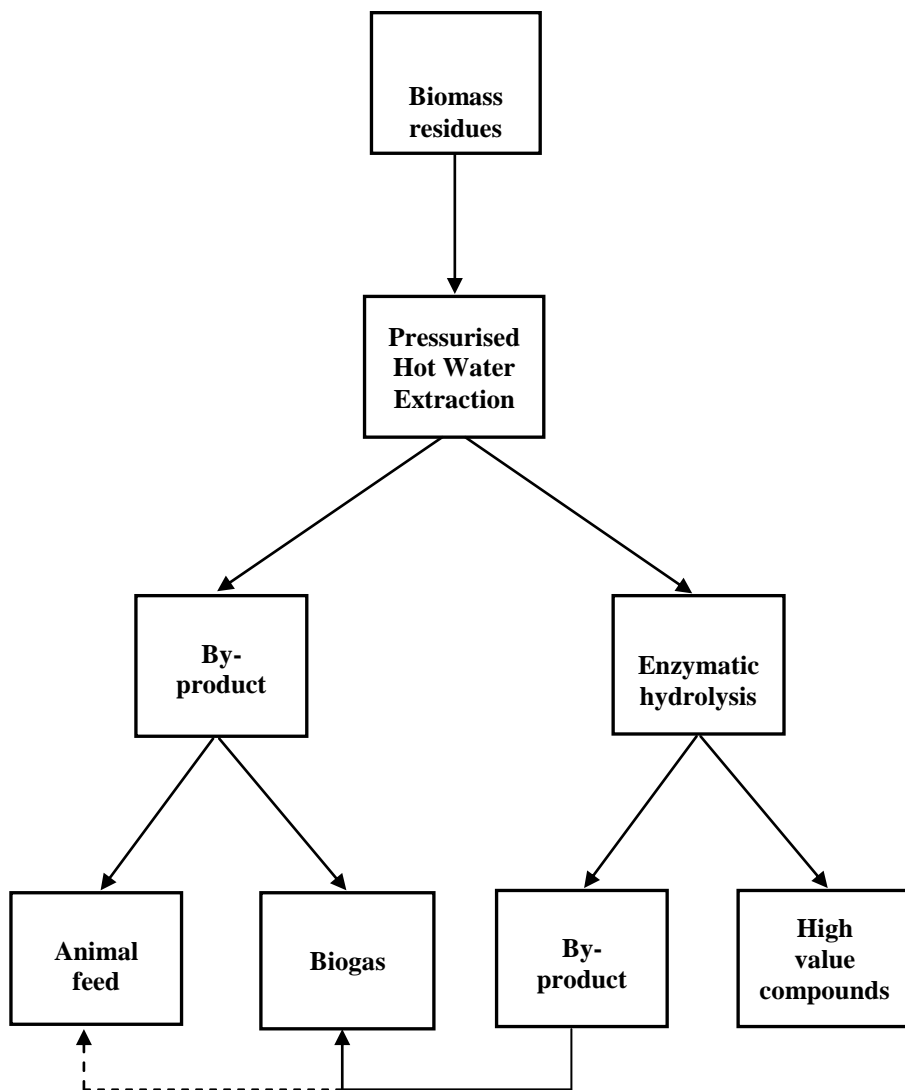 Biomass
residues
Pressurised
Hot Water
Extraction
By-
product
Enzymatic
hydrolysis
Animal
feed
Biogas
By-
product
High
value
compounds